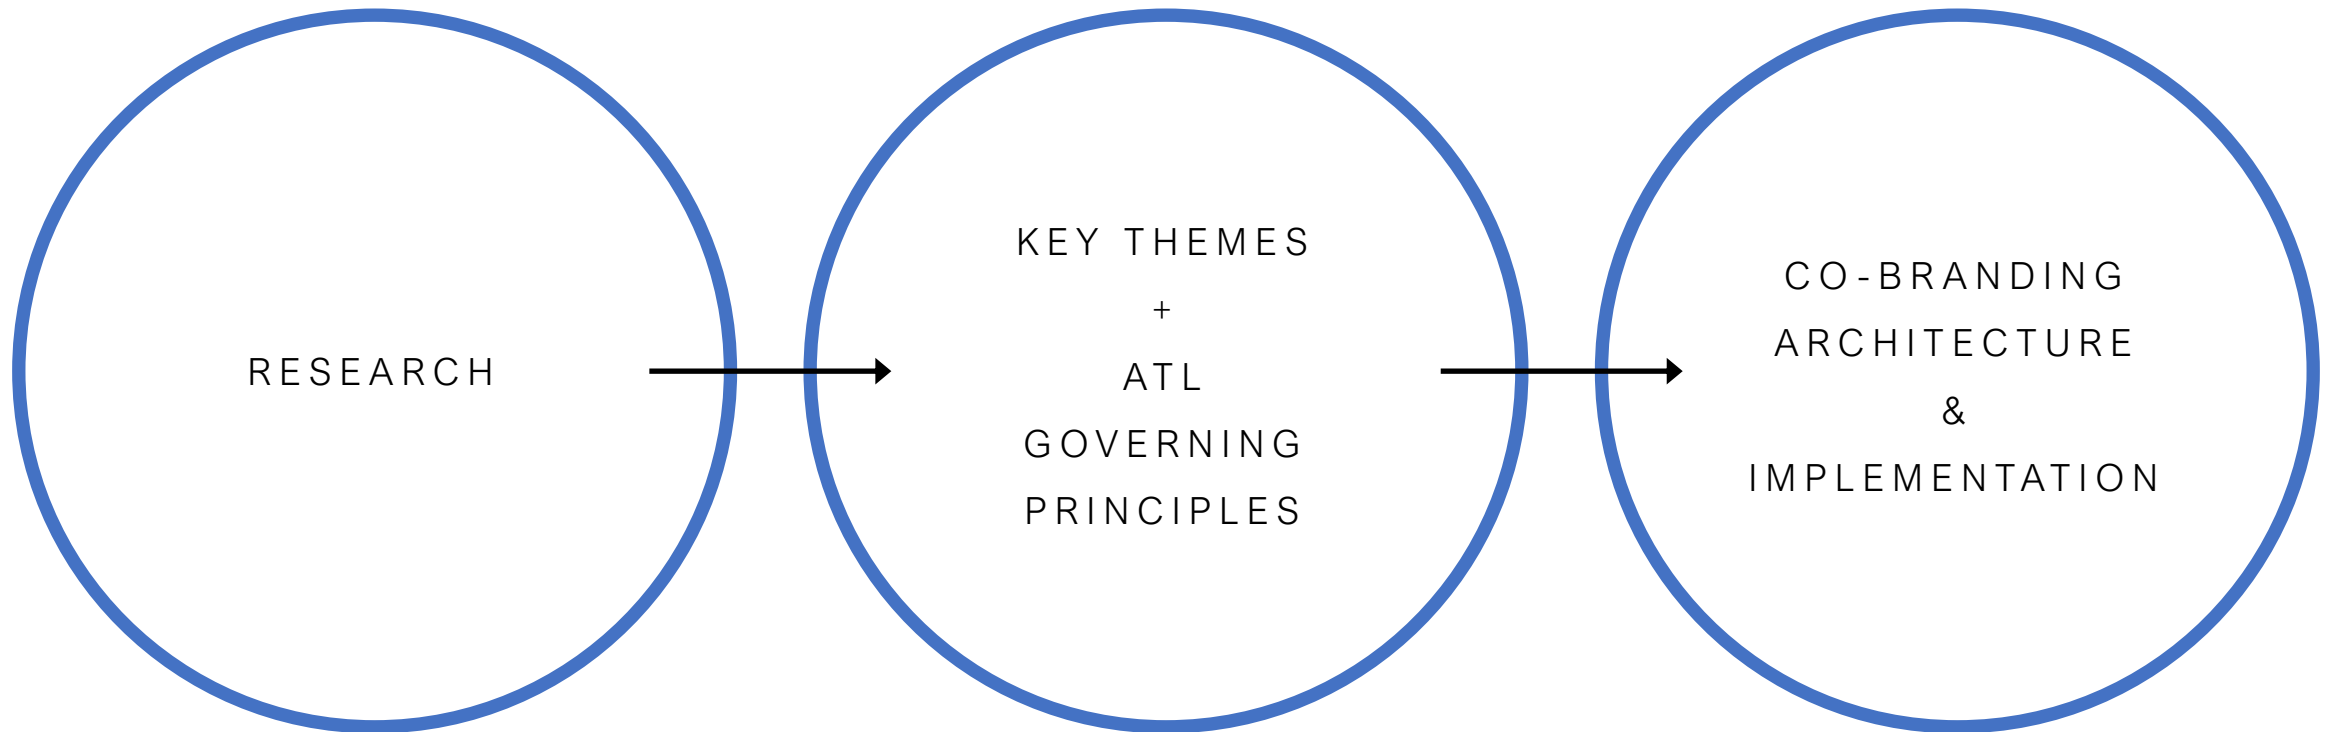 RESEARCH
KEY THEMES
+
ATL
GOVERNING
PRINCIPLES
CO-BRANDING
ARCHITECTURE
&
IMPLEMENTATION